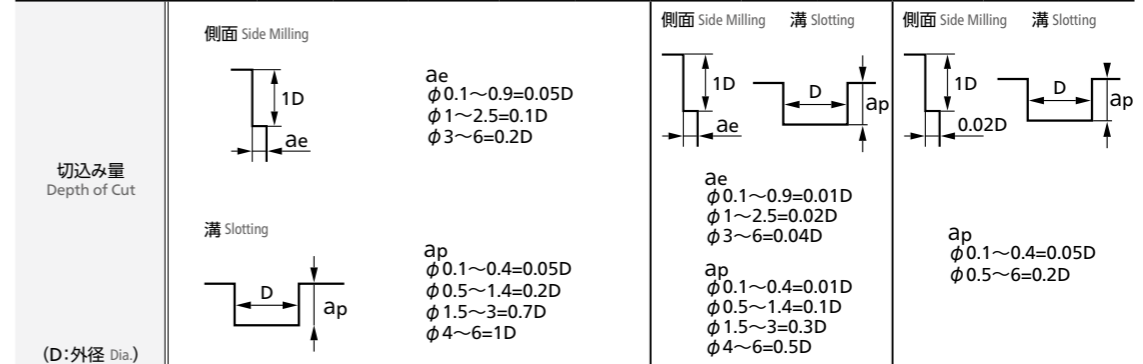 切込み量
Depth of Cut
(D:外径 Dia.)
側面 Side Milling
1D
ae
ae
φ0.1～0.9=0.05D
φ1～2.5=0.1D
φ3～6=0.2D
溝 Slotting
D
ap
ap
φ0.1～0.4=0.05D
φ0.5～1.4=0.2D
φ1.5～3=0.7D
φ4～6=1D
側面 Side Milling 溝 Slotting
1D
ae
D
ap
ae
φ0.1～0.9=0.01D
φ1～2.5=0.02D
φ3～6=0.04D
ap
φ0.1～0.4=0.01D
φ0.5～1.4=0.1D
φ1.5～3=0.3D
φ4～6=0.5D
側面 Side Milling 溝 Slotting
1D
0.02D
D
ap
ap
φ0.1～0.4=0.05D
φ0.5～6=0.2D